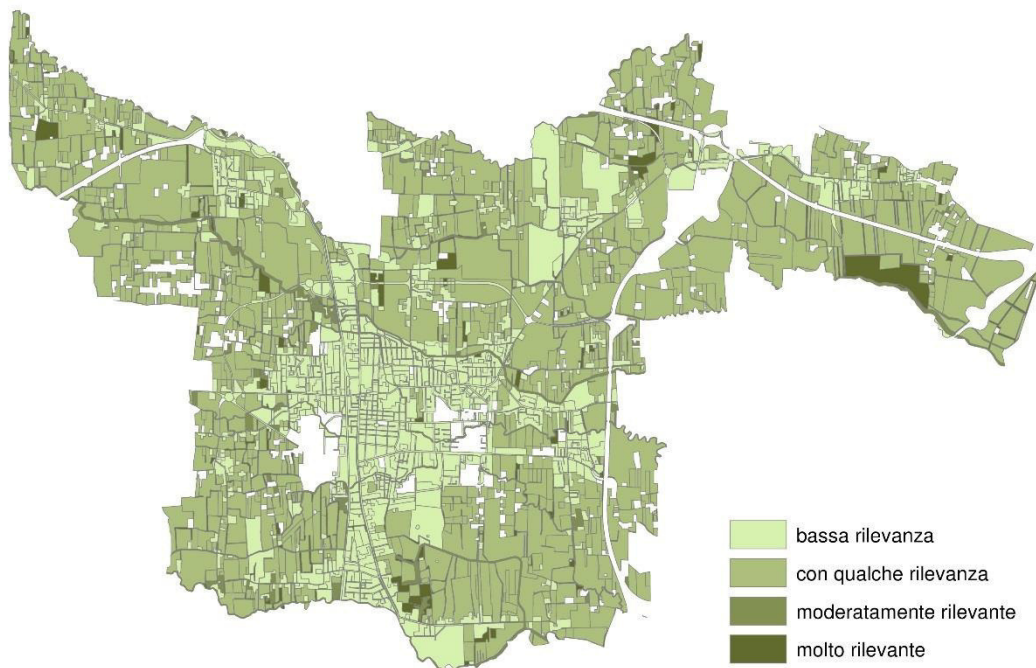 bassa rilevanza
con qualche rilevanza
moderatamente rilevante
molto rilevante